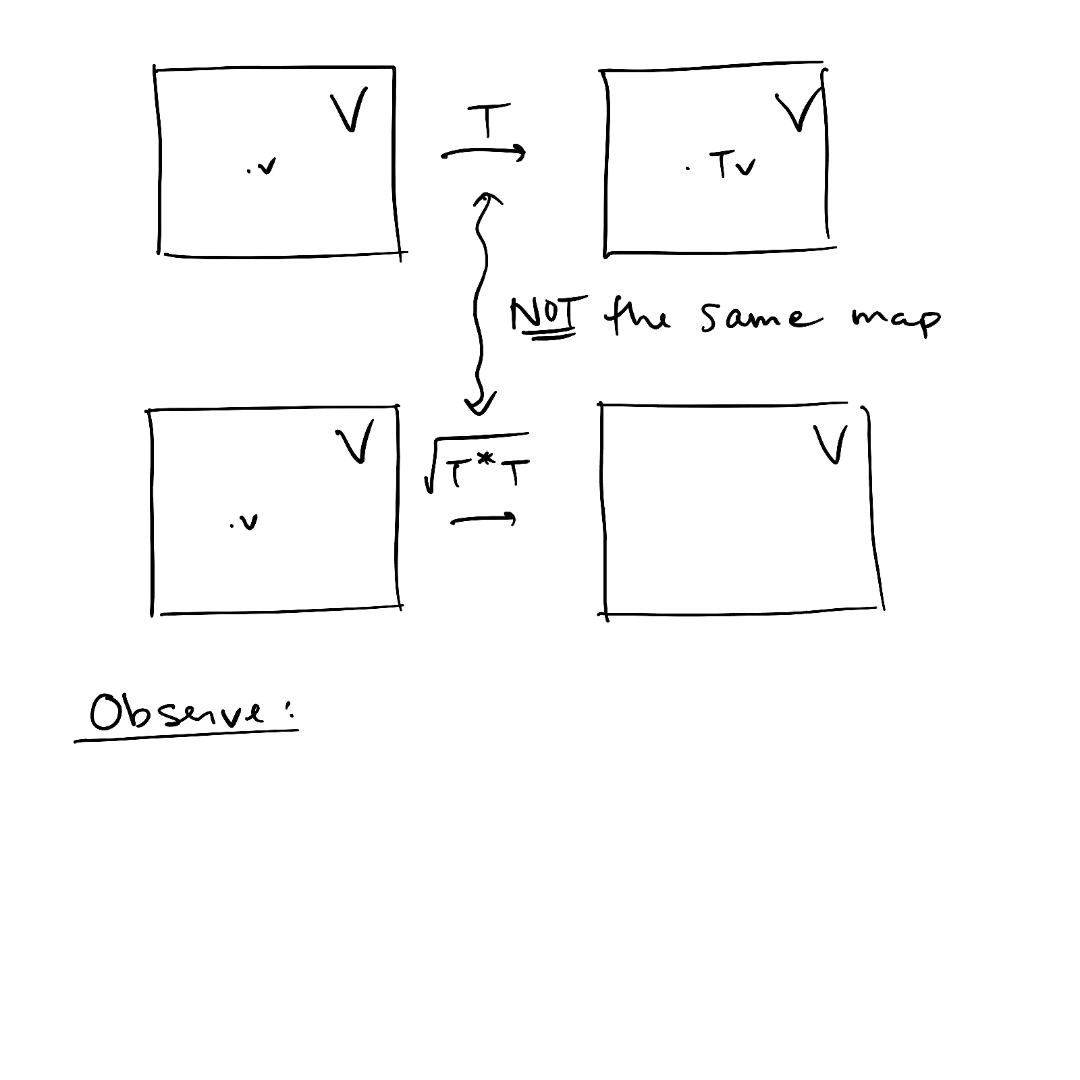 V T V
.v . Tv
NOT the same map
V √T*T V
.v
Observe: